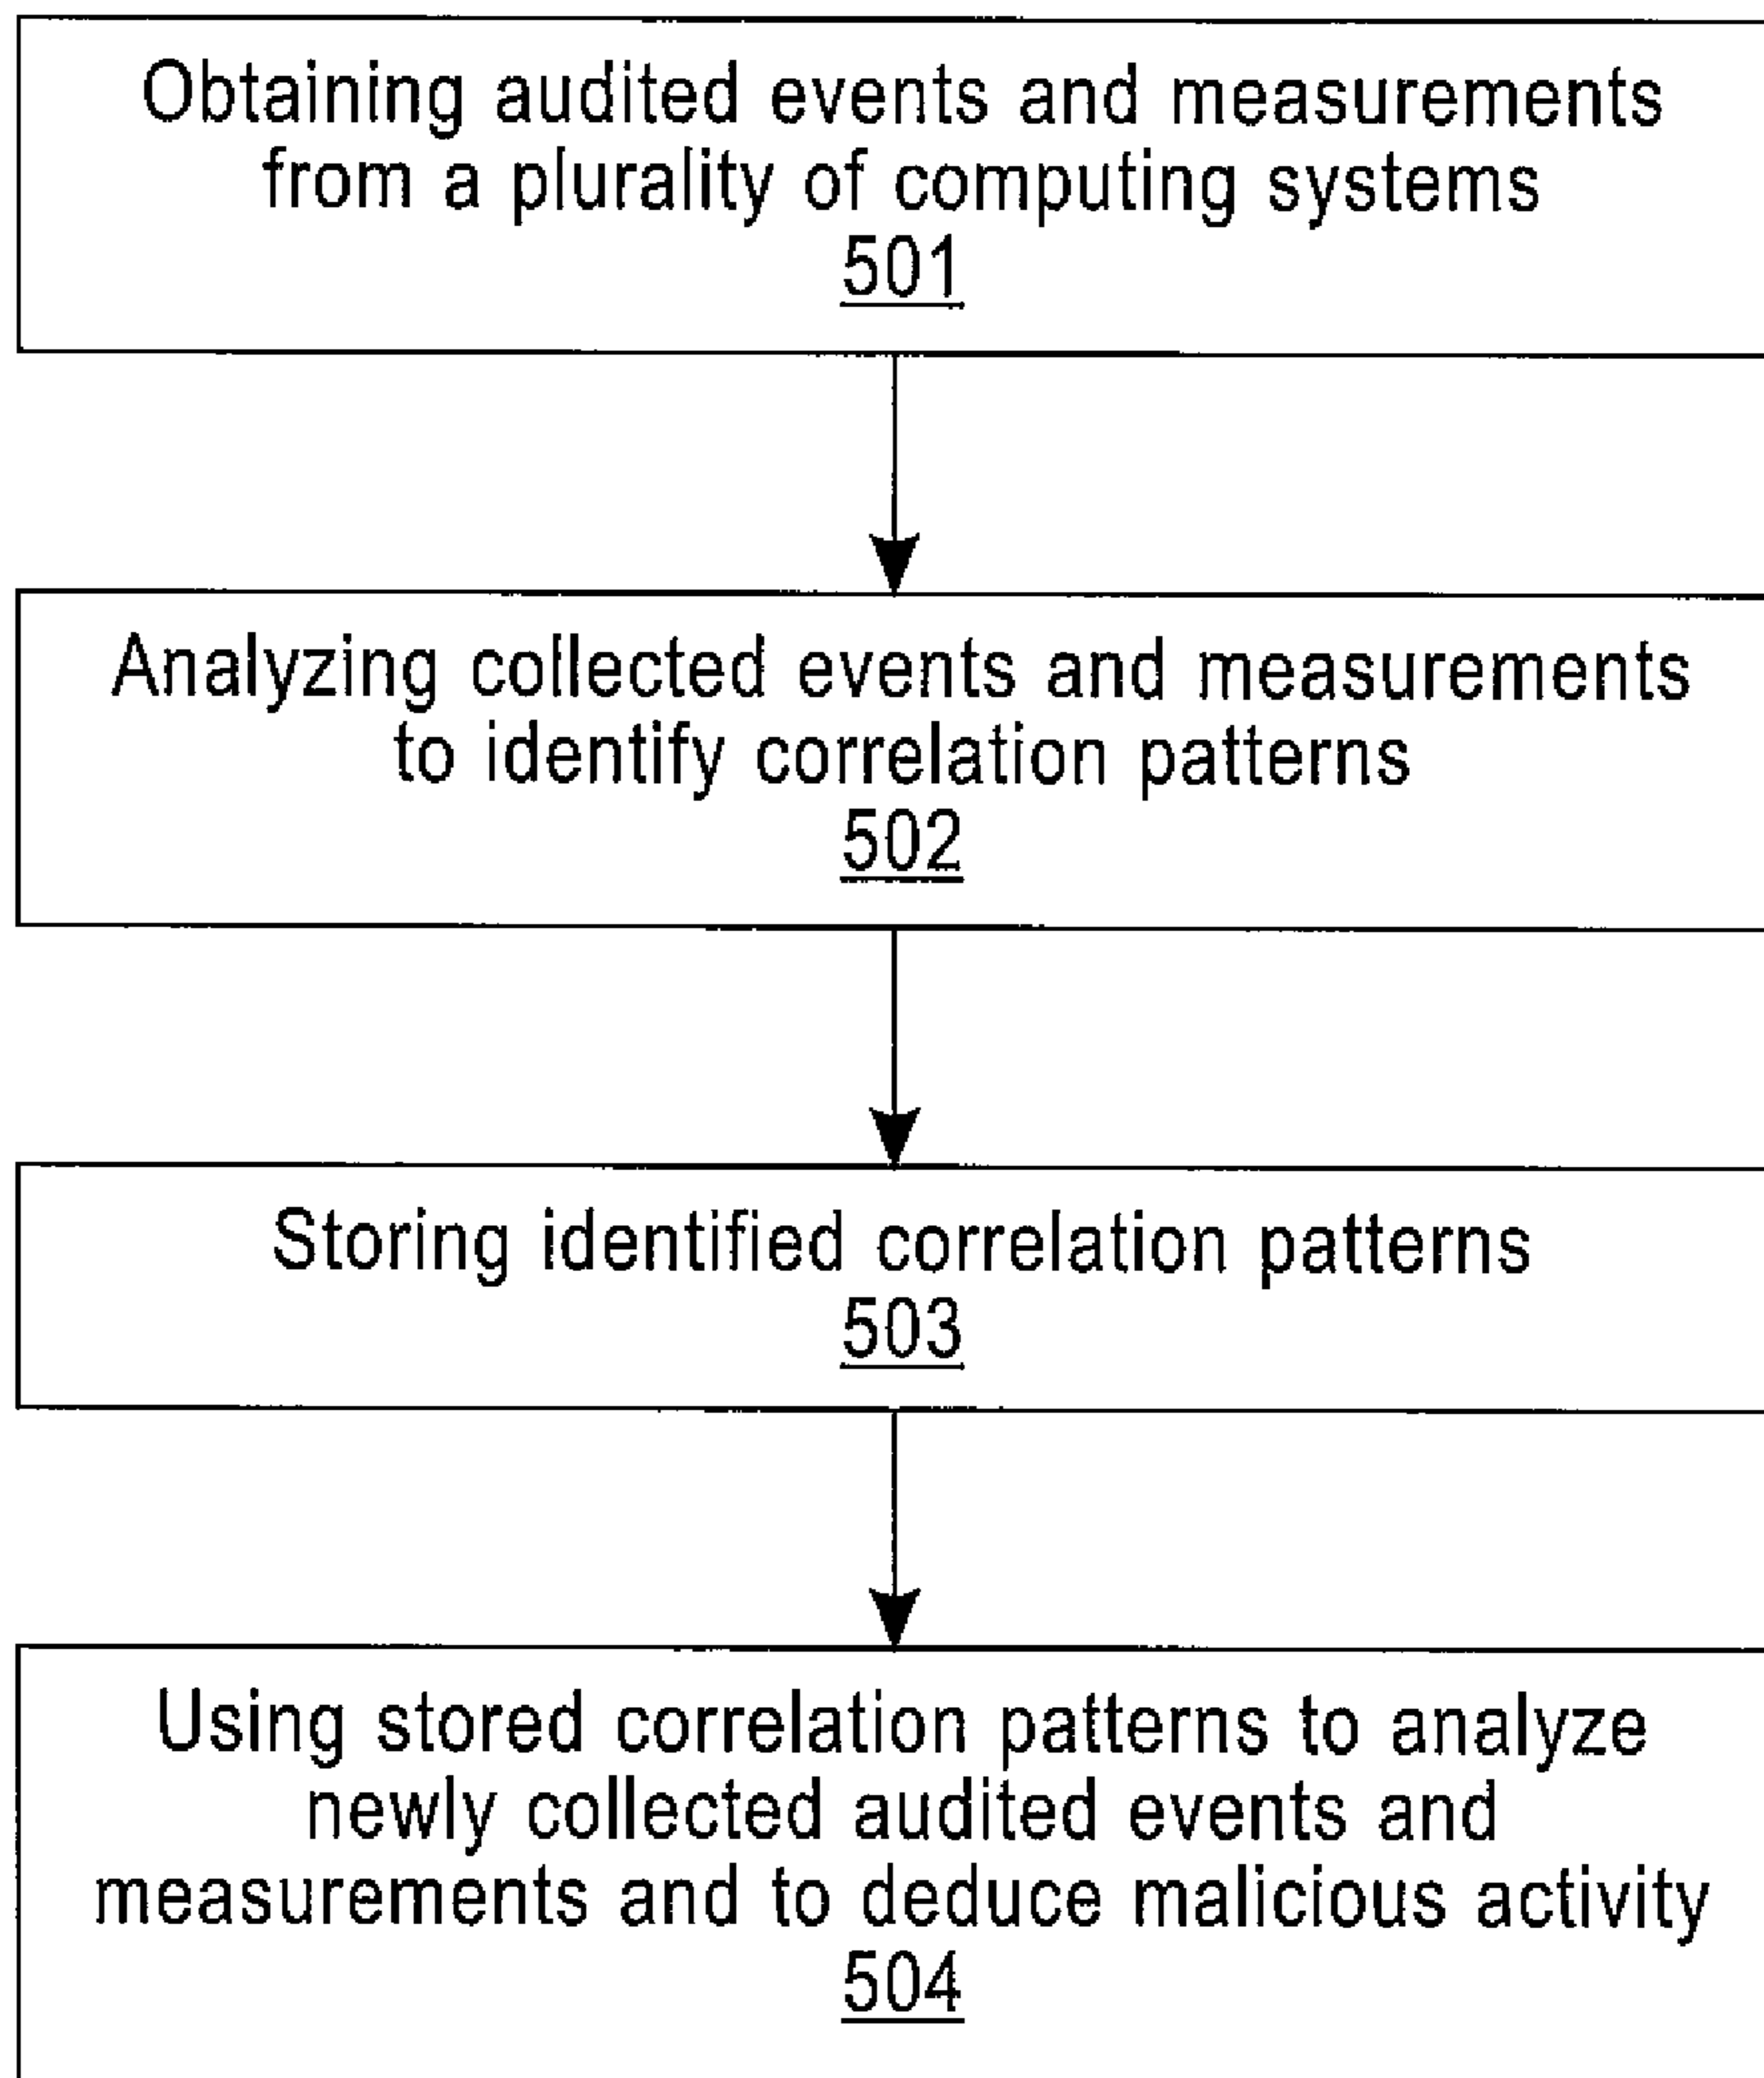 Obtaining audited events and measurements
from a plurality of computing systems
501
Analyzing collected events and measurements
to identify correlation patterns
502
Storing identified correlation patterns
503
Using stored correlation patterns to analyze
newly collected audited events and
measurements and to deduce malicious activity
504